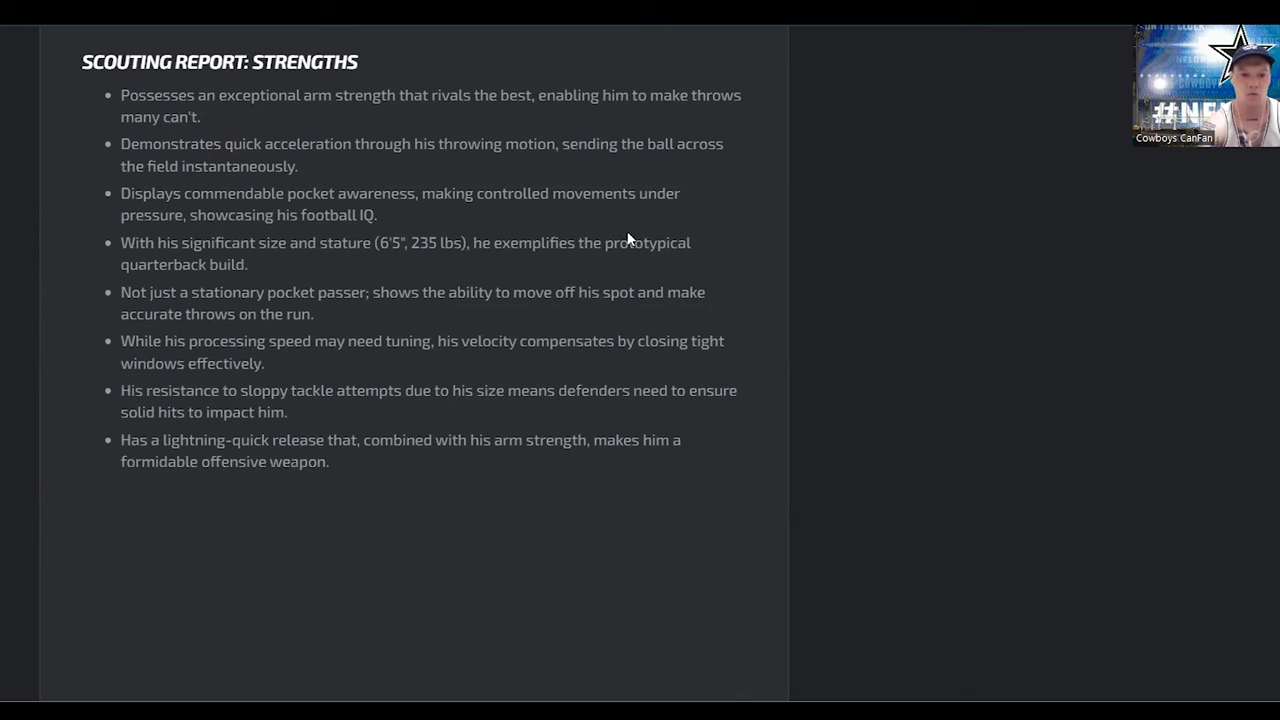 SCOUTING REPORT: STRENGTHS
Possesses an exceptional arm strength that rivals the best, enabling him to make throws
many can't.
Demonstrates quick acceleration through his throwing motion, sending the ball across
the field instantaneously.
Displays commendable pocket awareness, making controlled movements under
pressure, showcasing his football IQ.
With his significant size and stature (6'5", 235 lbs), he exemplifies the prototypical
quarterback build.
Not just a stationary pocket passer; shows the ability to move off his spot and make
accurate throws on the run.
While his processing speed may need tuning, his velocity compensates by closing tight
windows effectively.
His resistance to sloppy tackle attempts due to his size means defenders need to ensure
solid hits to impact him.
Has a lightning-quick release that, combined with his arm strength, makes him a
formidable offensive weapon.
ON THE CLOCK
#NF
Cowboys CanFan